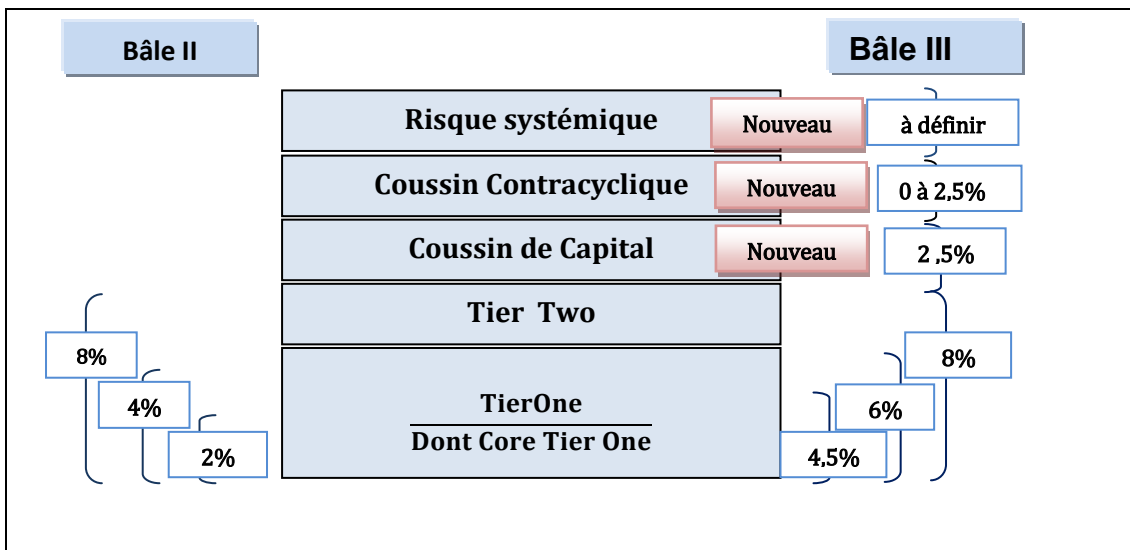 Bâle II
Bâle III
Risque systémique
Nouveau
à définir
Coussin Contracyclique
Nouveau
0 à 2,5%
Coussin de Capital
Nouveau
2 ,5%
Tier Two
8%
8%
4%
6%
TierOne
Dont Core Tier One
2%
4,5%